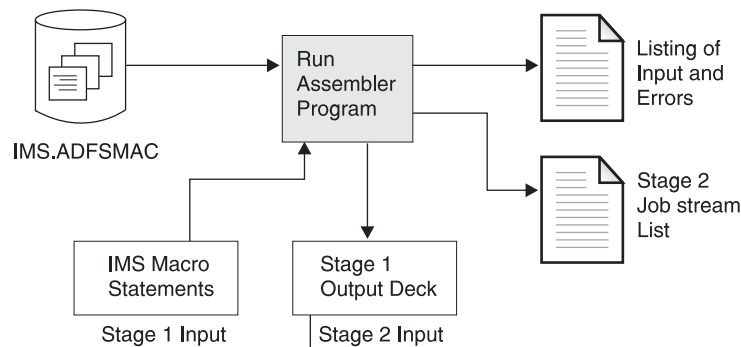 IMS.ADFSMAC
Run
Assembler
Program
Listing of
Input and
Errors
Stage 2
Job stream
List
IMS Macro
Statements
Stage 1 Input
Stage 1
Output Deck
Stage 2 Input